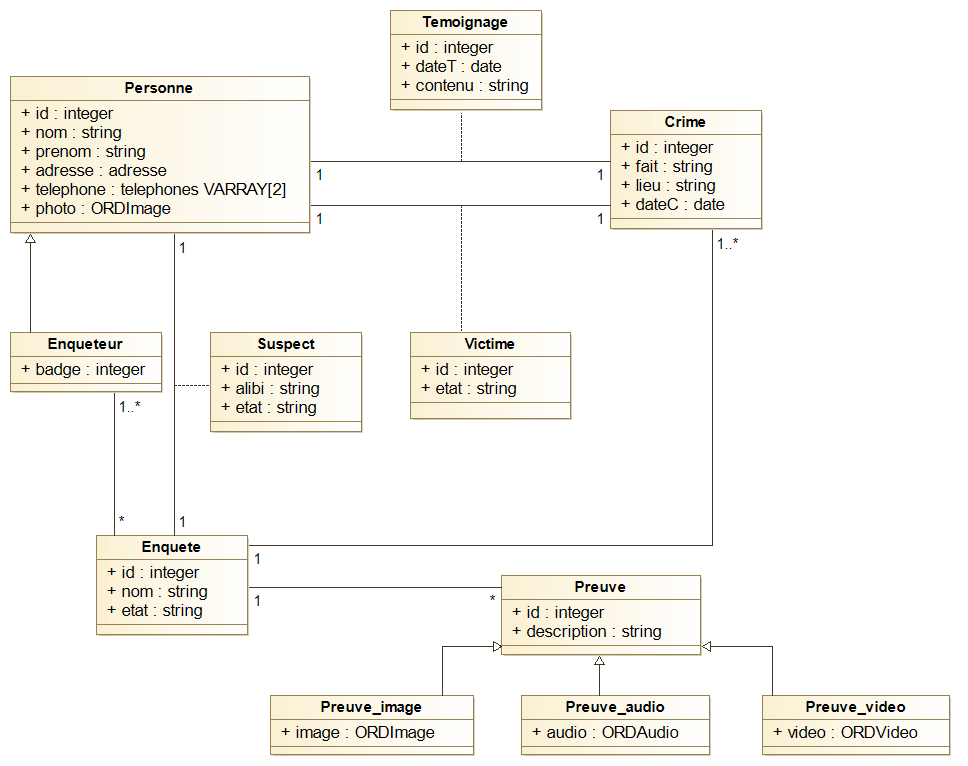 Temoignage
+ id : integer
+ dateT : date
+ contenu : string
Personne
+ id : integer
+ nom : string
+ prenom : string
+ adresse : adresse
+ telephone : telephones VARRAY[2]
+ photo : ORDImage
Crime
+ id : integer
+ fait : string
+ lieu : string
+ dateC : date
1
1
1
1
1
1..*
Enqueteur
+ badge : integer
Suspect
+ id : integer
+ alibi : string
+ etat : string
Victime
+ id : integer
+ etat : string
1..*
*
1
Enquete
+ id : integer
+ nom : string
+ etat : string
1
1
*
Preuve
+ id : integer
+ description : string
Preuve_image
+ image : ORDImage
Preuve_audio
+ audio : ORDAudio
Preuve_video
+ video : ORDVideo